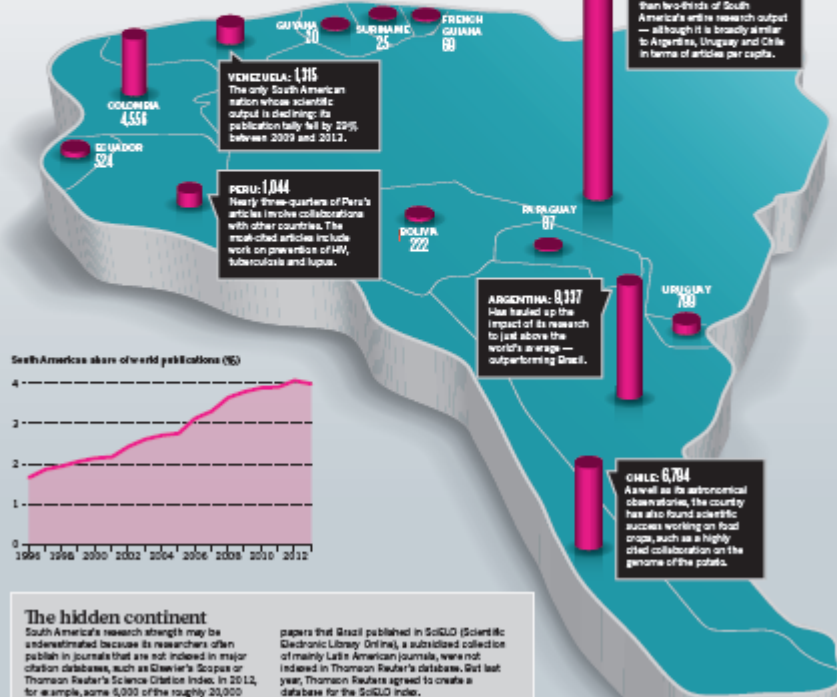 than two-thirds of South
America's entire research output
— although it is broadly similar
to Argentina, Uruguay and Chile
in terms of articles per capita.
GUYANA
20
SURINAME
25
FRENCH
GUIANA
69
COLOMBIA
4,556
VENEZUELA: 1,315
The only South American
nation whose scientific
output is declining: its
publication tally fell by 29%
between 2009 and 2013.
ECUADOR
524
PERU: 1,044
Nearly three-quarters of Peru's
articles involve collaborations
with other countries. The
most-cited articles include
work on prevention of HIV,
tuberculosis and lupus.
BOLIVIA
222
PARAGUAY
97
ARGENTINA: 9,337
Has hauled up the
impact of its research
to just above the
world's average —
outperforming Brazil.
URUGUAY
799
CHILE: 6,794
As well as its astronomical
observatories, the country
has also found scientific
success working on food
crops, such as a highly
cited collaboration on the
genome of the potato.
South American share of world publications (%)
4
3
2
1
0
1996 1998 2000 2002 2004 2006 2008 2010 2012
The hidden continent
South America's research strength may be
underestimated because its researchers often
publish in journals that are not indexed in major
citation databases, such as Elsevier's Scopus or
Thomson Reuter's Science Citation Index. In 2012,
for example, some 6,000 of the roughly 20,000
papers that Brazil published in SciELO (Scientific
Electronic Library Online), a subsidized collection
of mainly Latin American journals, were not
indexed in Thomson Reuter's database. But last
year, Thomson Reuters agreed to create a
database for the SciELO index.